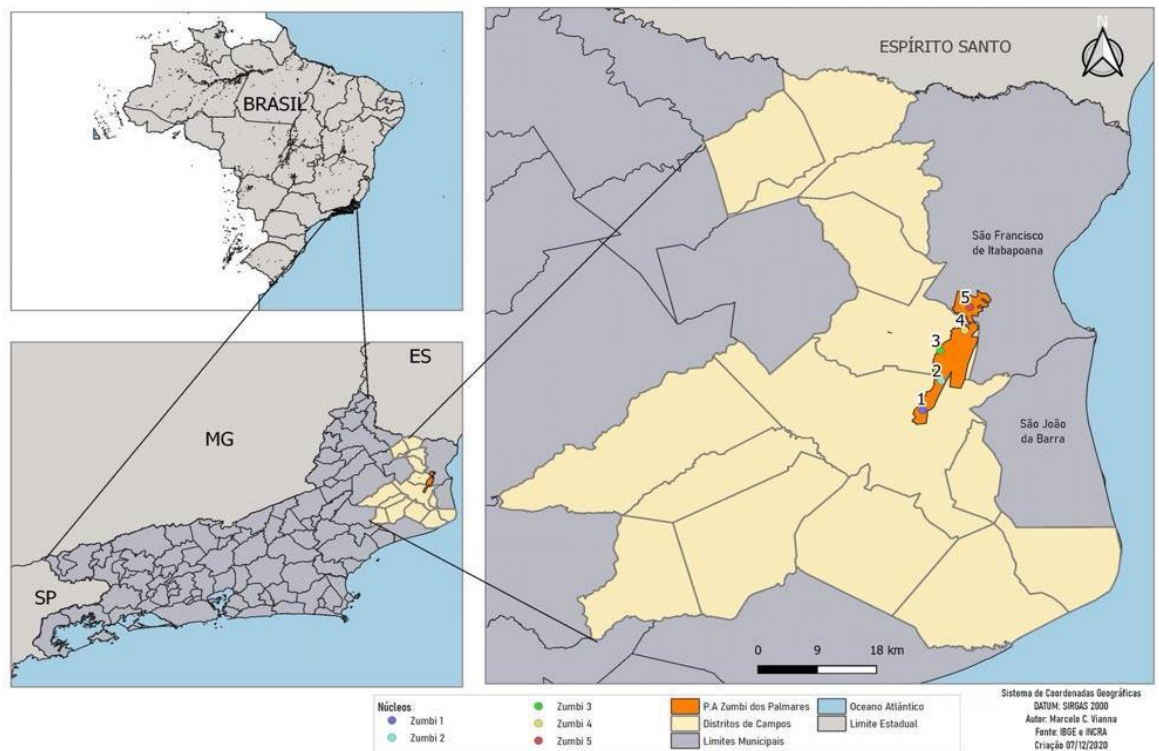 BRASIL
ES
MG
SP
ESPÍRITO SANTO
N
São Francisco
de Itabapoana
5
4
3
2
1
São João
da Barra
0 9 18 km
Núcleos
Zumbi 1
Zumbi 2
Zumbi 3
Zumbi 4
Zumbi 5
P.A Zumbi dos Palmares
Distritos de Campos
Limites Municipais
Oceano Atlântico
Limite Estadual
Sistema de Coordenadas Geográficas
DATUM: SIRGAS 2000
Autor: Marcelo C. Vianna
Fonte: IBGE e INCRA
Criação 07/12/2020